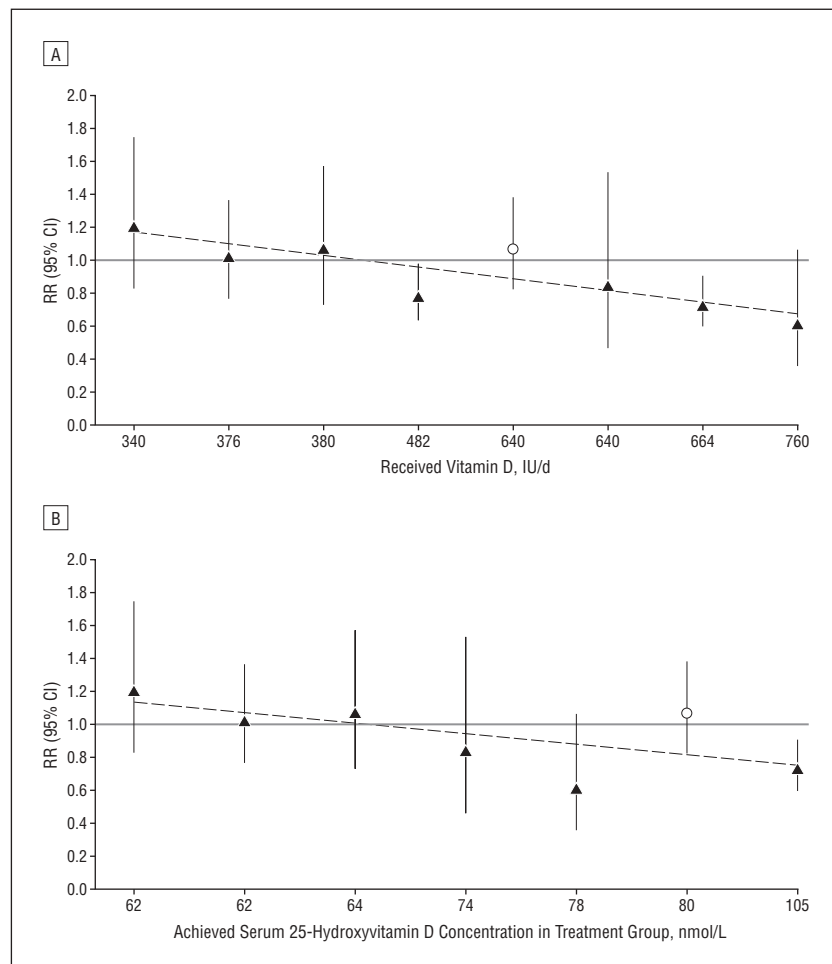 A
2.0
1.8
1.6
1.4
1.2
1.0
0.8
0.6
0.4
0.2
0.0
RR (95% CI)
340 376 380 482 640 640 664 760
Received Vitamin D, IU/d
B
2.0
1.8
1.6
1.4
1.2
1.0
0.8
0.6
0.4
0.2
0.0
RR (95% CI)
62 62 64 74 78 80 105
Achieved Serum 25-Hydroxyvitamin D Concentration in Treatment Group, nmol/L